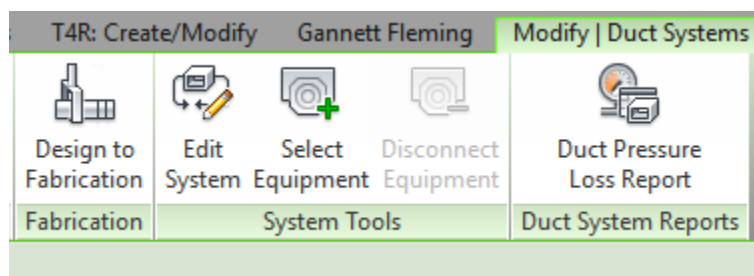 T4R: Create/Modify Gannett Fleming Modify | Duct Systems
Design to
Fabrication
Edit
System
Select
Equipment
Disconnect
Equipment
Duct Pressure
Loss Report
Fabrication System Tools Duct System Reports